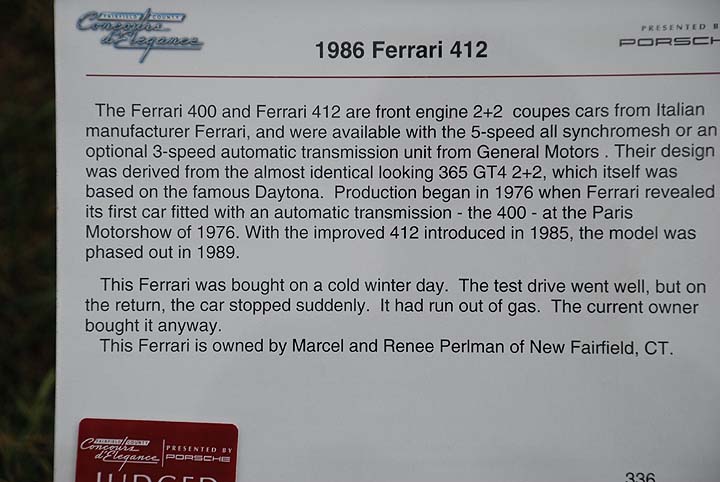 FAIRFIELD COUNTY
Concours
d'Elegance
PRESENTED B
PORSCH
1986 Ferrari 412
The Ferrari 400 and Ferrari 412 are front engine 2+2 coupes cars from Italian
manufacturer Ferrari, and were available with the 5-speed all synchromesh or an
optional 3-speed automatic transmission unit from General Motors . Their design
was derived from the almost identical looking 365 GT4 2+2, which itself was
based on the famous Daytona. Production began in 1976 when Ferrari revealed
its first car fitted with an automatic transmission - the 400 - at the Paris
Motorshow of 1976. With the improved 412 introduced in 1985, the model was
phased out in 1989.
This Ferrari was bought on a cold winter day. The test drive went well, but on
the return, the car stopped suddenly. It had run out of gas. The current owner
bought it anyway.
This Ferrari is owned by Marcel and Renee Perlman of New Fairfield, CT.
FAIRFIELD COUNTY
Concours
d'Elegance
PRESENTED BY
PORSCHE
JUDGED
336